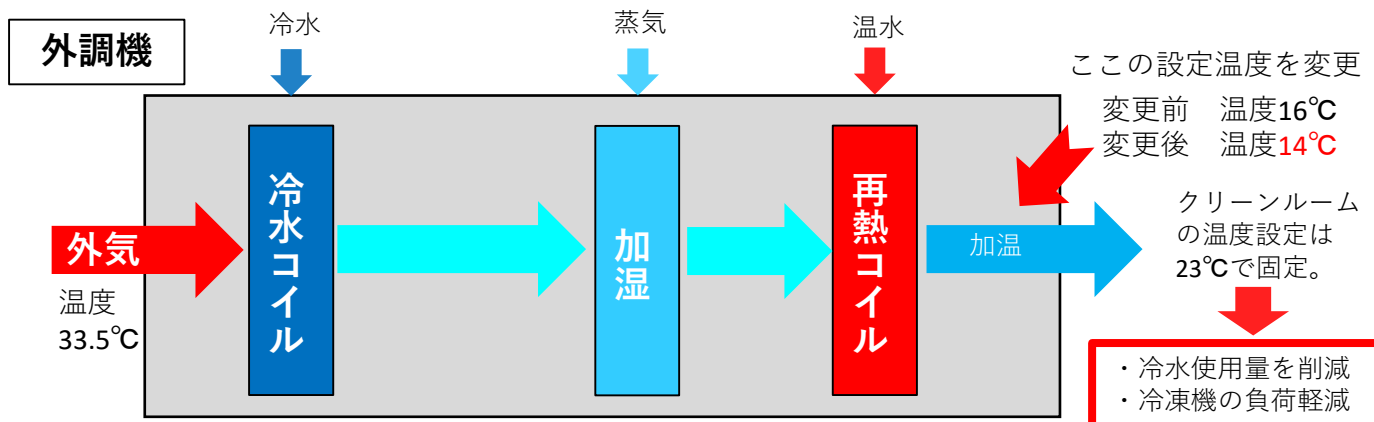 外調機
冷水
蒸気
温水
ここの設定温度を変更
変更前　温度16℃
変更後　温度14℃
外気
温度
33.5℃
冷水コイル
加湿
再熱コイル
加温
クリーンルーム
の温度設定は
23℃で固定。
・冷水使用量を削減
・冷凍機の負荷軽減